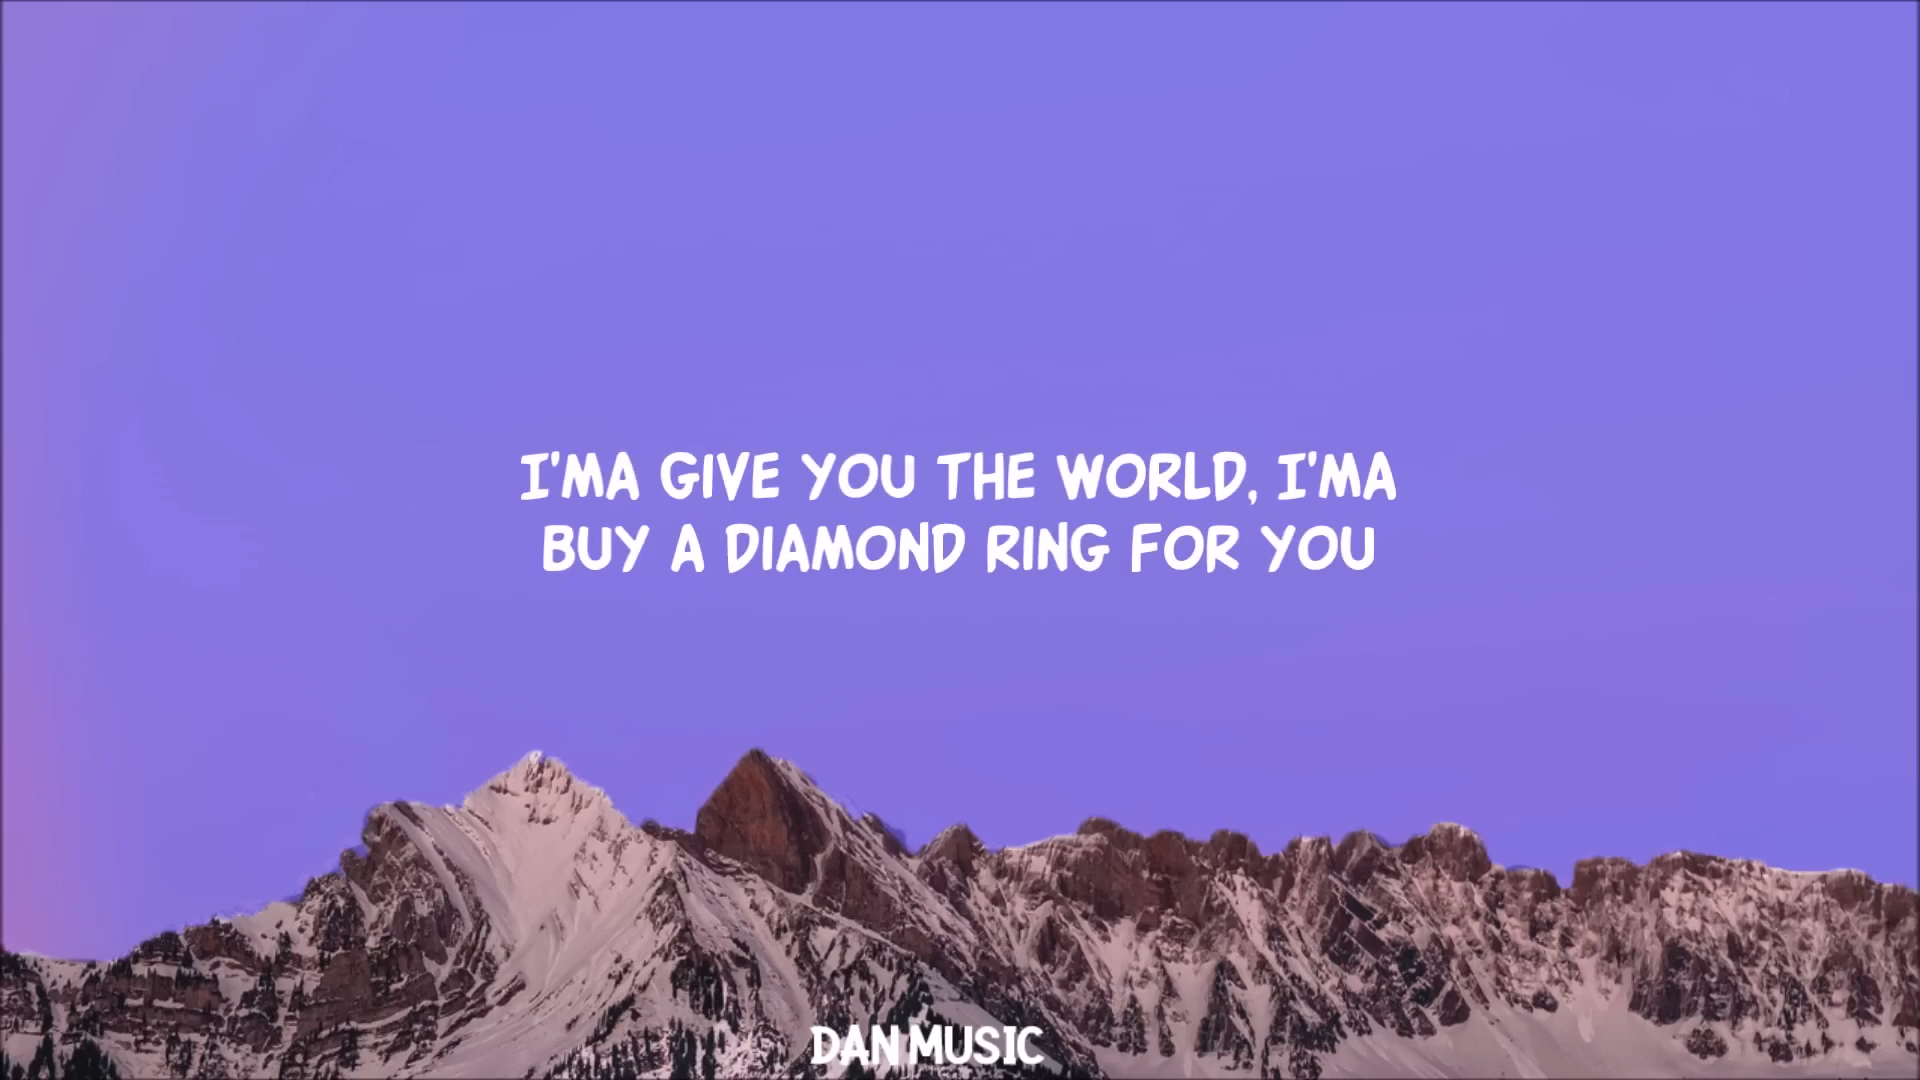 I'MA GIVE YOU THE WORLD, I'MA
BUY A DIAMOND RING FOR YOU
DAN MUSIC